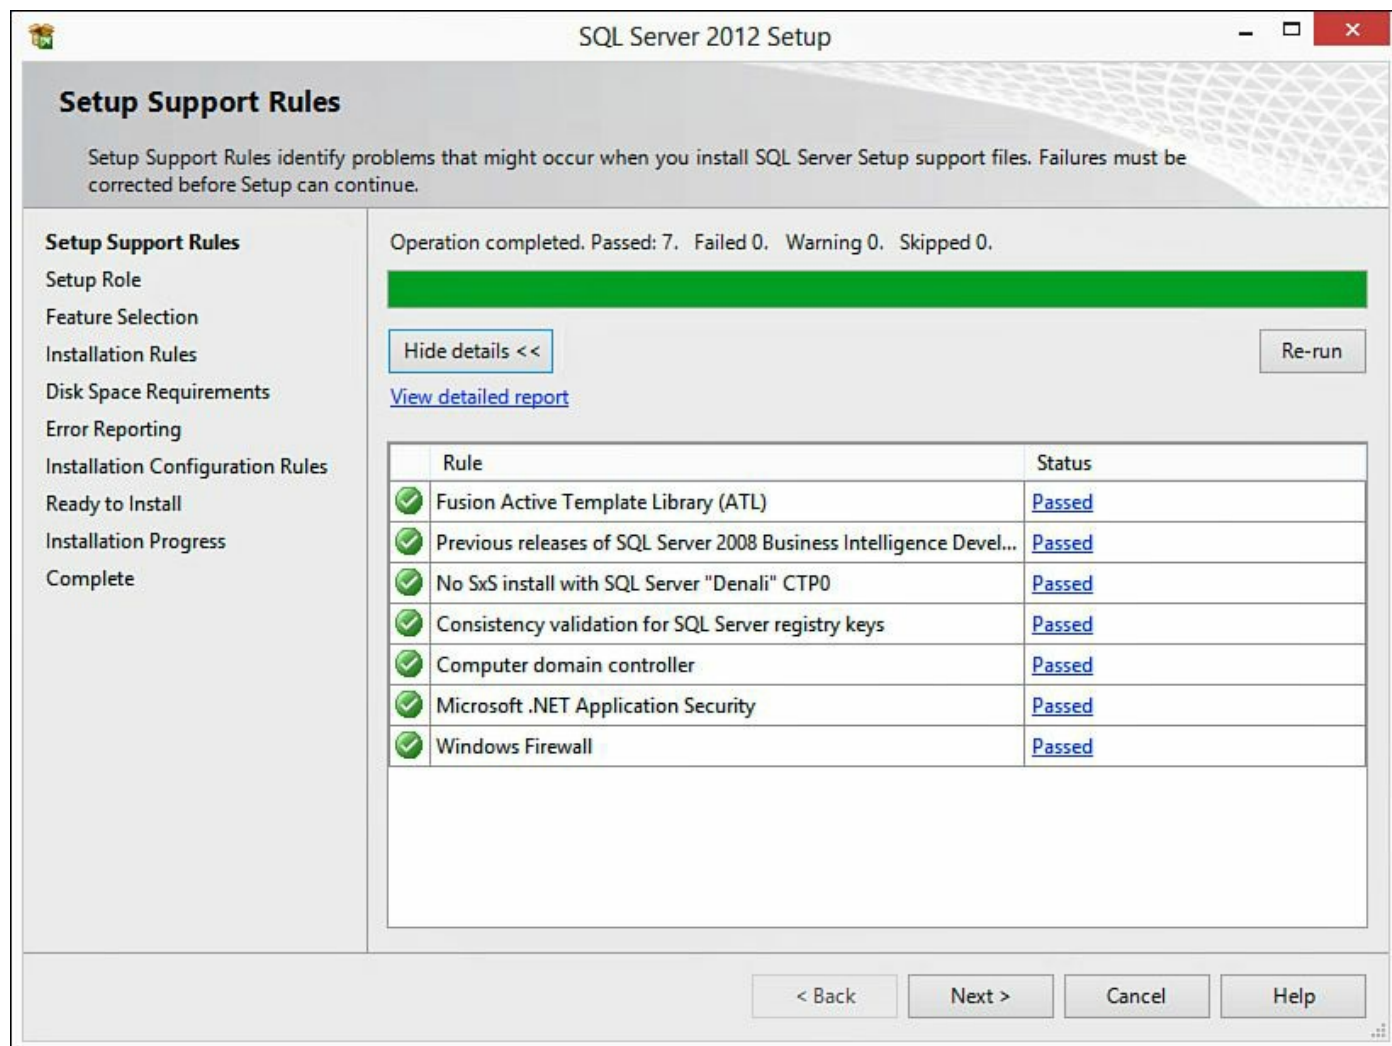 SQL Server 2012 Setup
Setup Support Rules
Setup Support Rules identify problems that might occur when you install SQL Server Setup support files. Failures must be
corrected before Setup can continue.
Setup Support Rules
Setup Role
Feature Selection
Installation Rules
Disk Space Requirements
Error Reporting
Installation Configuration Rules
Ready to Install
Installation Progress
Complete
Operation completed. Passed: 7.   Failed 0.   Warning 0.   Skipped 0.
Hide details <<
Re-run
View detailed report
Rule Status
Fusion Active Template Library (ATL) Passed
Previous releases of SQL Server 2008 Business Intelligence Devel... Passed
No SxS install with SQL Server "Denali" CTP0 Passed
Consistency validation for SQL Server registry keys Passed
Computer domain controller Passed
Microsoft .NET Application Security Passed
Windows Firewall Passed
< Back Next > Cancel Help